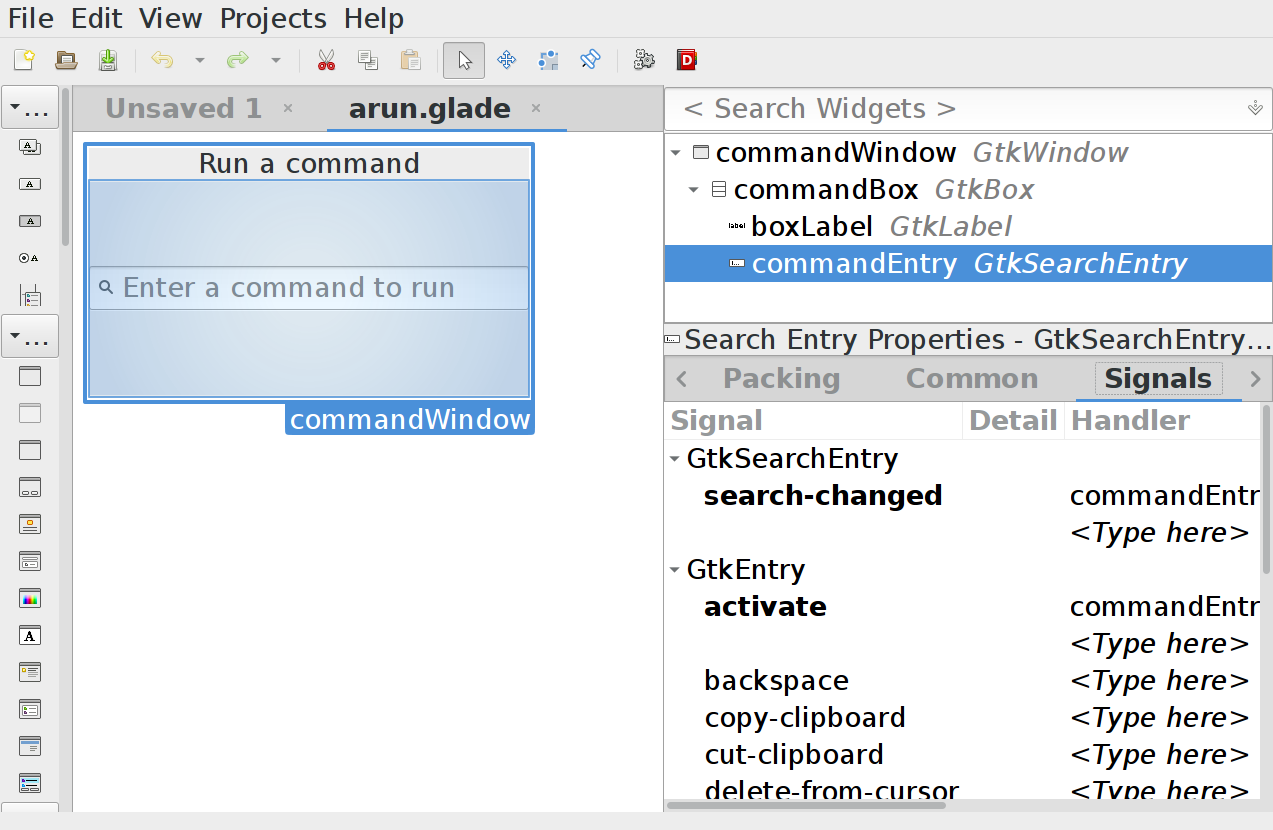 File Edit View Projects Help
...
Unsaved 1 ×
arun.glade ×
< Search Widgets >
Run a command
Enter a command to run
commandWindow
commandWindow GtkWindow
commandBox GtkBox
label boxLabel GtkLabel
commandEntry GtkSearchEntry
Search Entry Properties - GtkSearchEntry...
Packing Common Signals
Signal Detail Handler
GtkSearchEntry
search-changed commandEntr
<Type here>
GtkEntry
activate commandEntr
<Type here>
backspace <Type here>
copy-clipboard <Type here>
cut-clipboard <Type here>
delete-from-cursor <Type here>
...
A
A
A
A
A
D